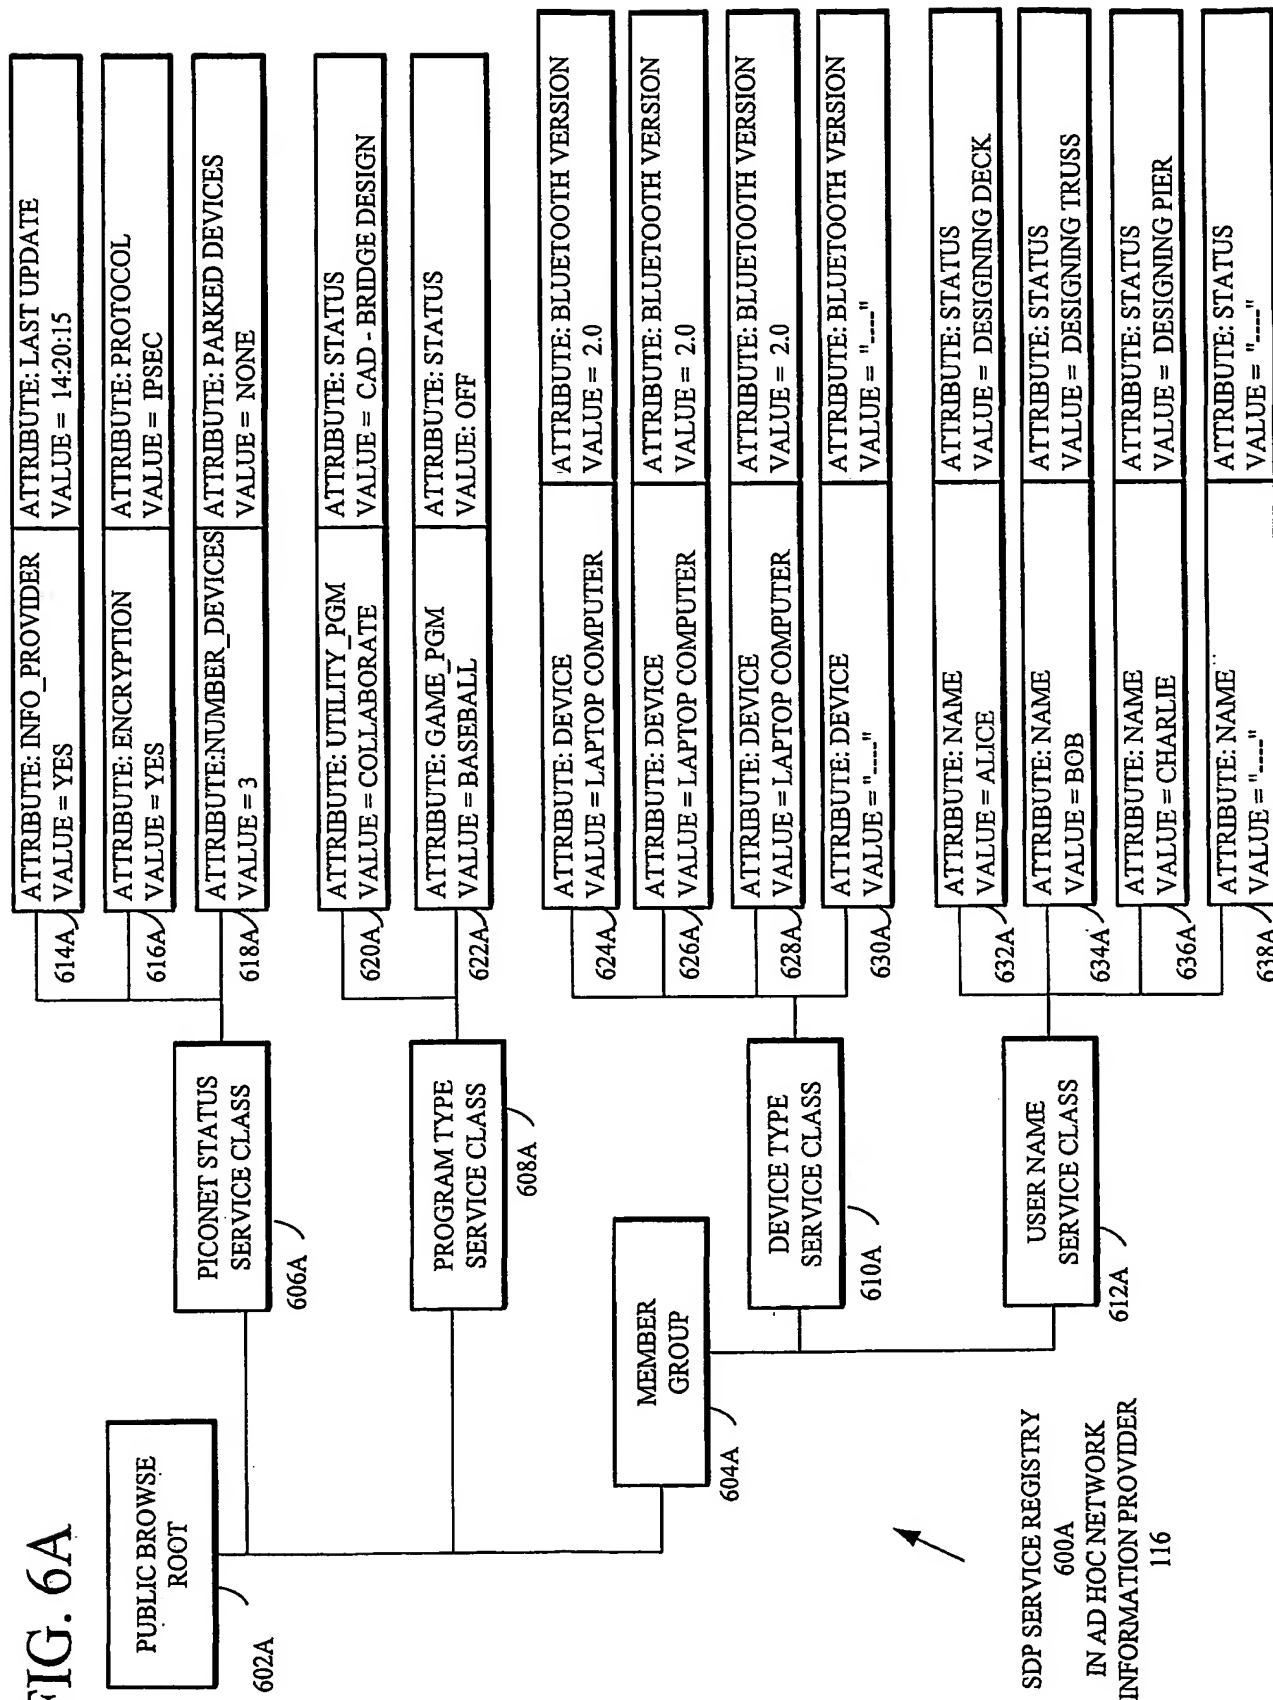 FIG. 6A
PUBLIC BROWSE
ROOT
602A
PICONET STATUS
SERVICE CLASS
606A
ATTRIBUTE: INFO_PROVIDER
VALUE = YES
ATTRIBUTE: LAST UPDATE
VALUE = 14:20:15
614A
ATTRIBUTE: ENCRYPTION
VALUE = YES
ATTRIBUTE: PROTOCOL
VALUE = IPSEC
616A
ATTRIBUTE:NUMBER_DEVICES
VALUE = 3
ATTRIBUTE: PARKED DEVICES
VALUE = NONE
618A
PROGRAM TYPE
SERVICE CLASS
608A
ATTRIBUTE: UTILITY_PGM
VALUE= COLLABORATE
ATTRIBUTE: STATUS
VALUE = CAD - BRIDGE DESIGN
620A
ATTRIBUTE: GAME_PGM
VALUE = BASEBALL
ATTRIBUTE: STATUS
VALUE: OFF
622A
MEMBER
GROUP
604A
DEVICE TYPE
SERVICE CLASS
610A
ATTRIBUTE: DEVICE
VALUE = LAPTOP COMPUTER
ATTRIBUTE: BLUETOOTH VERSION
VALUE = 2.0
624A
ATTRIBUTE: DEVICE
VALUE = LAPTOP COMPUTER
ATTRIBUTE: BLUETOOTH VERSION
VALUE = 2.0
626A
ATTRIBUTE: DEVICE
VALUE = LAPTOP COMPUTER
ATTRIBUTE: BLUETOOTH VERSION
VALUE = 2.0
628A
ATTRIBUTE: DEVICE
VALUE = "----"
ATTRIBUTE: BLUETOOTH VERSION
VALUE = "----"
630A
USER NAME
SERVICE CLASS
612A
ATTRIBUTE: NAME
VALUE = ALICE
ATTRIBUTE: STATUS
VALUE = DESIGINING DECK
632A
ATTRIBUTE: NAME
VALUE = BOB
ATTRIBUTE: STATUS
VALUE = DESIGNING TRUSS
634A
ATTRIBUTE: NAME
VALUE = CHARLIE
ATTRIBUTE: STATUS
VALUE = DESIGNING PIER
636A
ATTRIBUTE: NAME
VALUE = "----"
ATTRIBUTE: STATUS
VALUE = "----"
638A
SDP SERVICE REGISTRY
600A
IN AD HOC NETWORK
INFORMATION PROVIDER
116